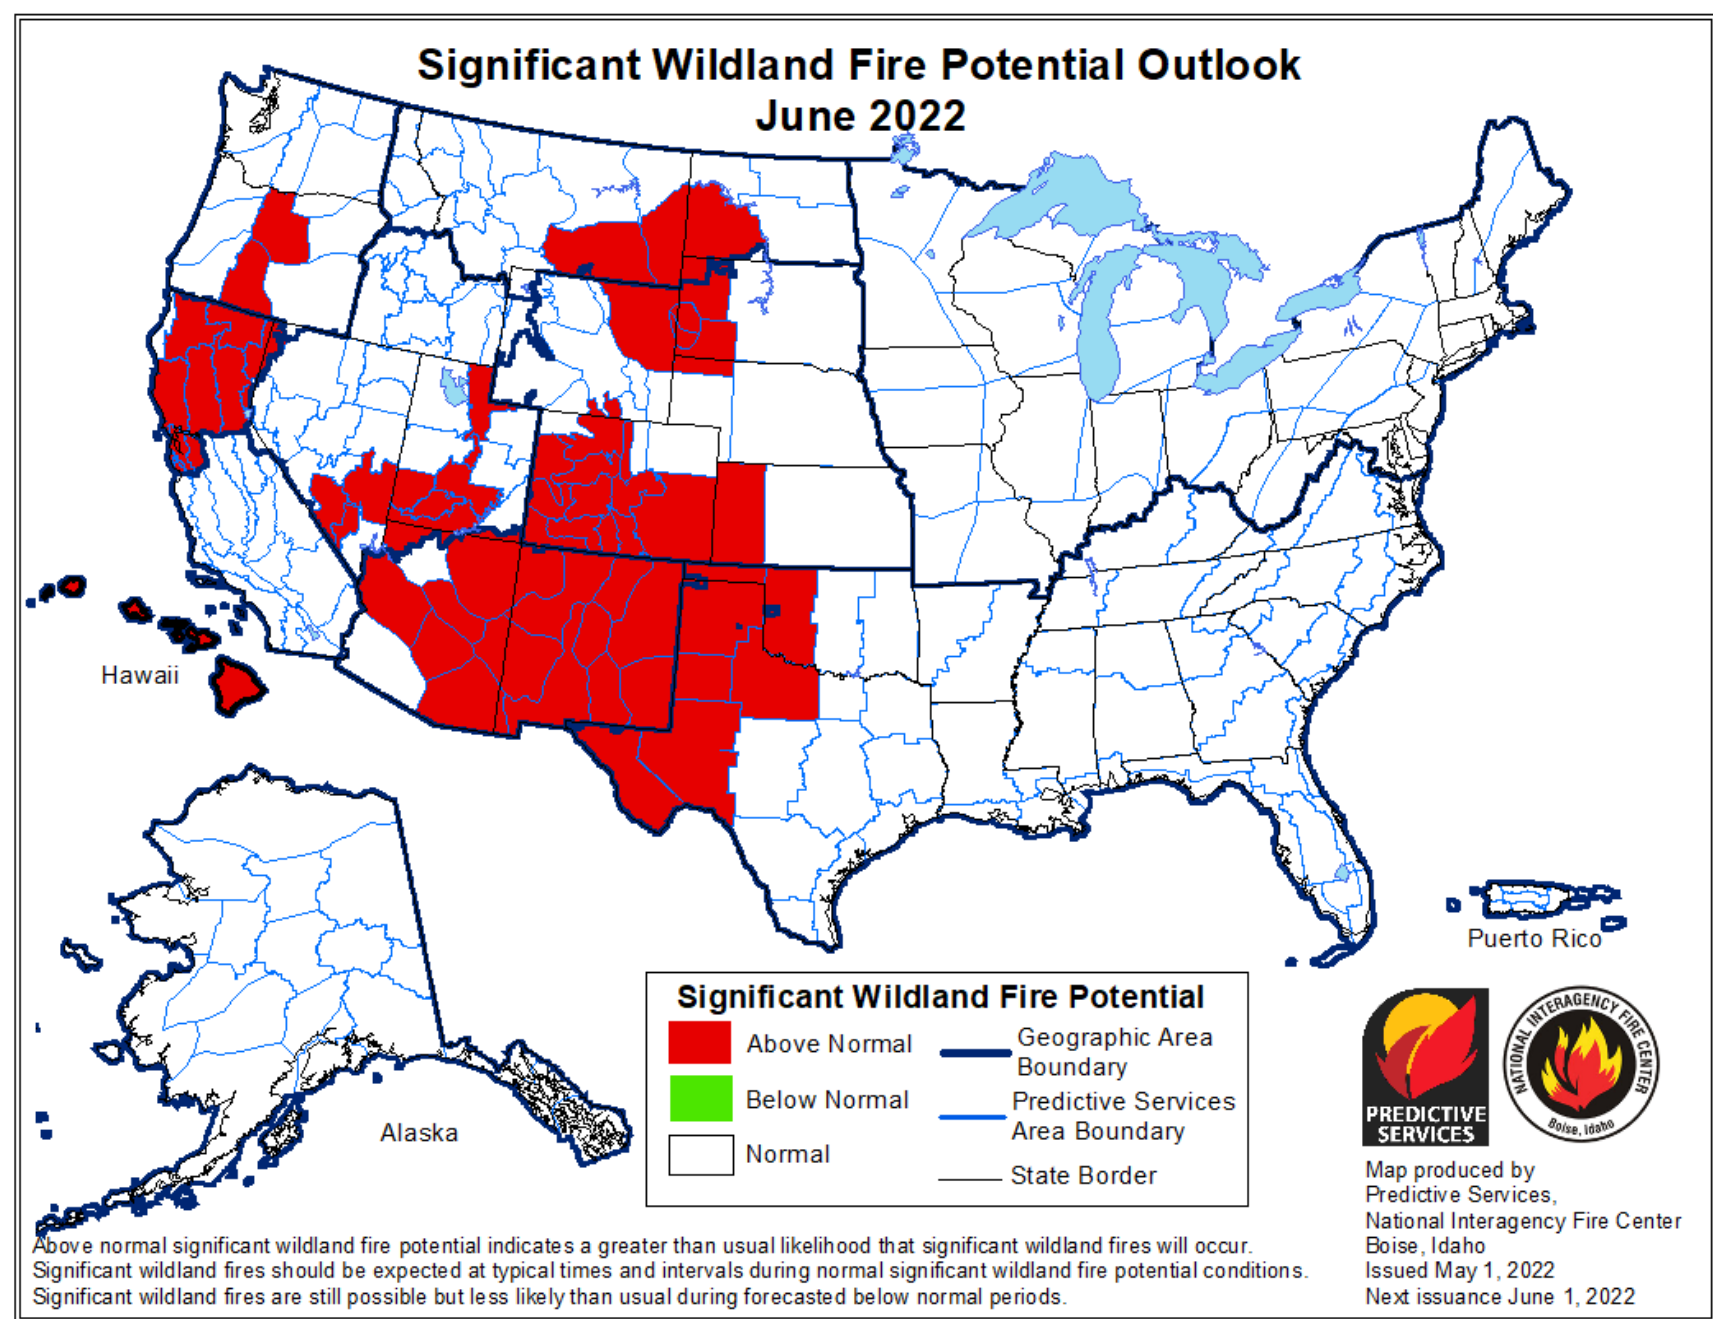 Significant Wildland Fire Potential Outlook
June 2022
Hawaii
Alaska
Puerto Rico
Significant Wildland Fire Potential
Above Normal
Below Normal
Normal
Geographic Area
Boundary
Predictive Services
Area Boundary
State Border
PREDICTIVE
SERVICES
NATIONAL INTERAGENCY FIRE CENTER
Boise, Idaho
Map produced by
Predictive Services,
National Interagency Fire Center
Boise, Idaho
Issued May 1, 2022
Next issuance June 1, 2022
Above normal significant wildland fire potential indicates a greater than usual likelihood that significant wildland fires will occur.
Significant wildland fires should be expected at typical times and intervals during normal significant wildland fire potential conditions.
Significant wildland fires are still possible but less likely than usual during forecasted below normal periods.